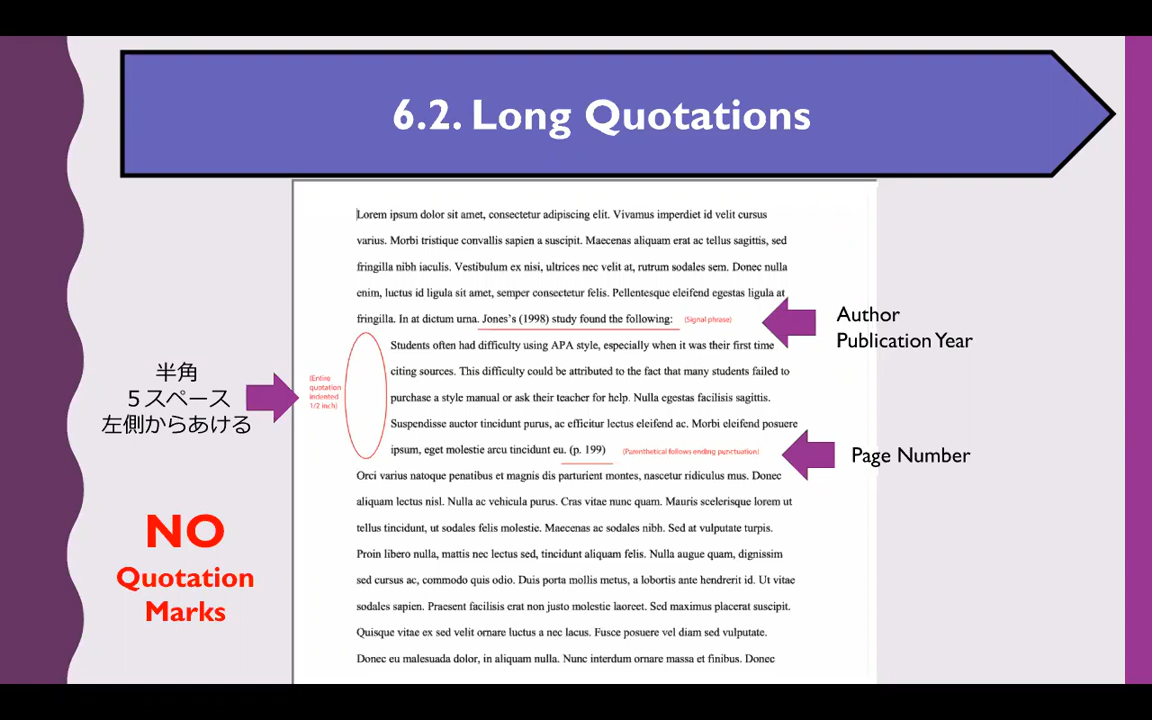 6.2. Long Quotations
Lorem ipsum dolor sit amet, consectetur adipiscing elit. Vivamus imperdiet id velit cursus
varius. Morbi tristique convallis sapien a suscipit. Maecenas aliquam erat ac tellus sagittis, sed
fringilla nibh iaculis. Vestibulum ex nisi, ultrices nec velit at, rutrum sodales sem. Donec nulla
enim, luctus id ligula sit amet, semper consectetur felis. Pellentesque eleifend egestas ligula at
fringilla. In at dictum urna. Jones's (1998) study found the following:
(Signal phrase)
Author
Publication Year
Students often had difficulty using APA style, especially when it was their first time
citing sources. This difficulty could be attributed to the fact that many students failed to
purchase a style manual or ask their teacher for help. Nulla egestas facilisis sagittis.
Suspendisse auctor tincidunt purus, ac efficitur lectus eleifend ac. Morbi eleifend posuere
ipsum, eget molestie arcu tincidunt eu. (p. 199)
(Parenthetical follows ending punctuation)
Page Number
(Entire
quotation
indented
1/2 inch)
半角
５スペース
左側からあける
Orci varius natoque penatibus et magnis dis parturient montes, nascetur ridiculus mus. Donec
aliquam lectus nisl. Nulla ac vehicula purus. Cras vitae nunc quam. Mauris scelerisque lorem ut
tellus tincidunt, ut sodales felis molestie. Maecenas ac sodales nibh. Sed at vulputate turpis.
Proin libero nulla, mattis nec lectus sed, tincidunt aliquam felis. Nulla augue quam, dignissim
sed cursus ac, commodo quis odio. Duis porta mollis metus, a lobortis ante hendrerit id. Ut vitae
sodales sapien. Praesent facilisis erat non justo molestie laoreet. Sed maximus placerat suscipit.
Quisque vitae ex sed velit ornare luctus a nec lacus. Fusce posuere vel diam sed vulputate.
Donec eu malesuada dolor, in aliquam nulla. Nunc interdum ornare massa et finibus. Donec
NO
Quotation
Marks